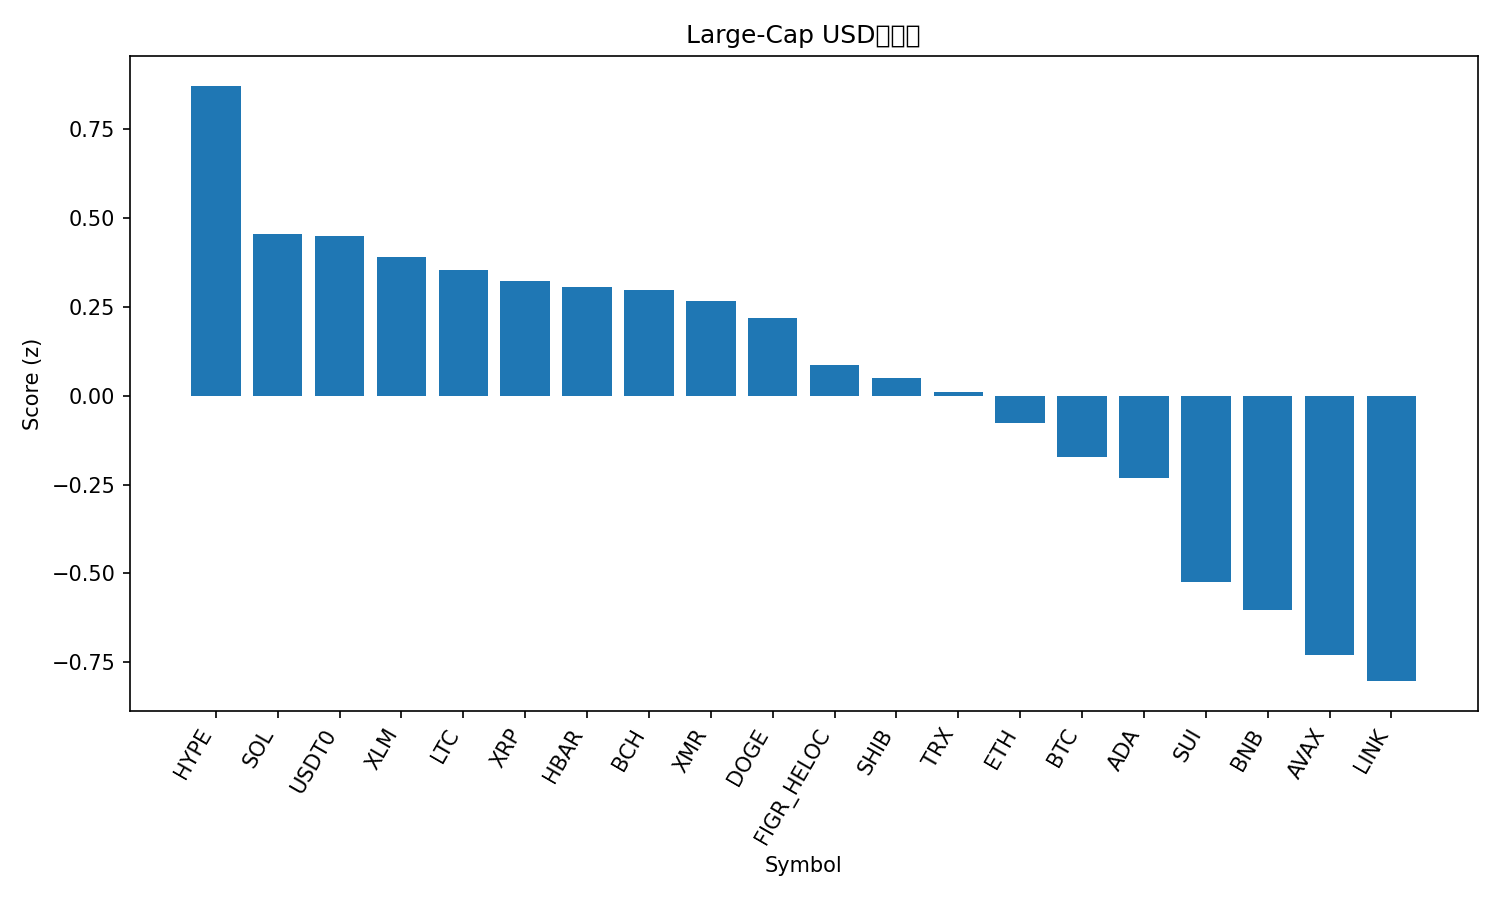 Large-Cap USD
0.75
0.50
0.25
0.00
−0.25
−0.50
−0.75
Score (z)
HYPE
SOL
USDT0
XLM
LTC
XRP
HBAR
BCH
XMR
DOGE
FIGR_HELOC
SHIB
TRX
ETH
BTC
ADA
SUI
BNB
AVAX
LINK
Symbol